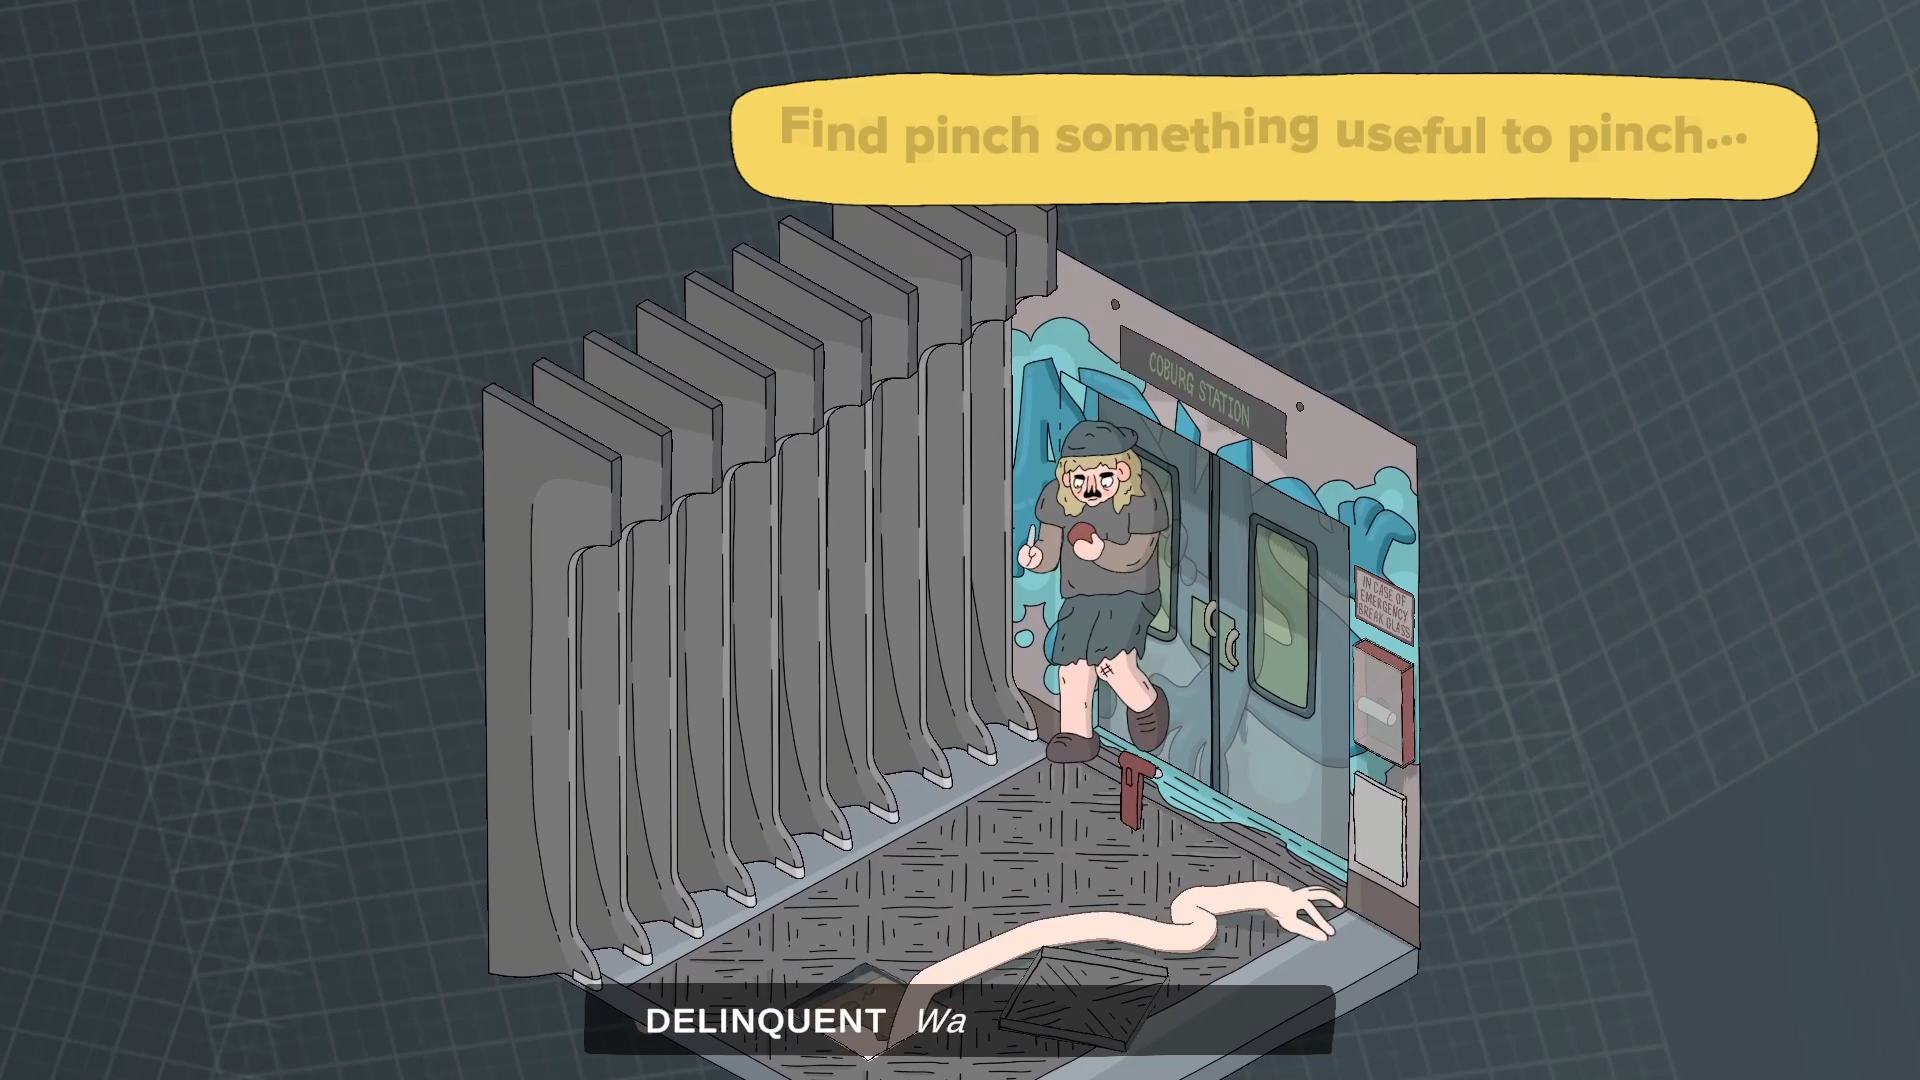 Find pinch something useful to pinch...
COBURG STATION
IN CASE OF
EMERGENCY
BREAK GLASS
DELINQUENT Wa